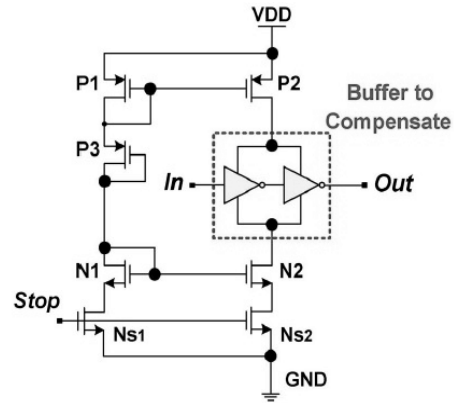 VDD
P1
P2
Buffer to
Compensate
P3
In
Out
N1
N2
Stop
Ns1
Ns2
GND